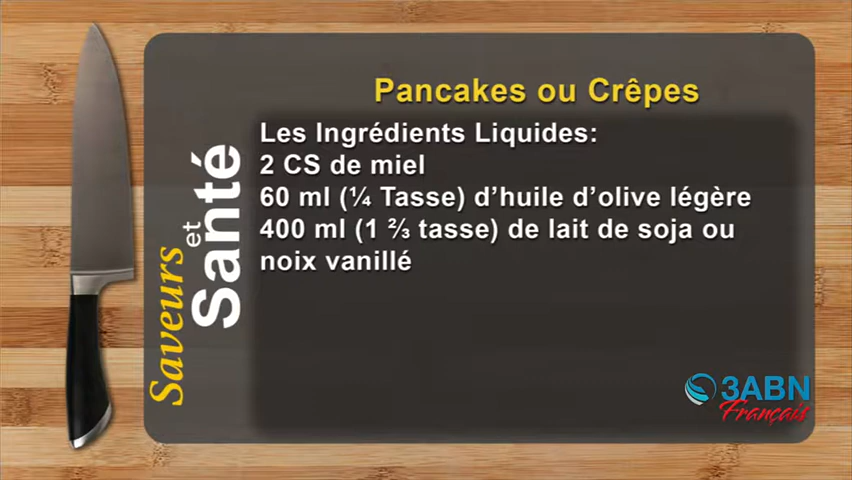 Pancakes ou Crêpes
Les Ingrédients Liquides:
2 CS de miel
60 ml (¼ Tasse) d’huile d’olive légère
400 ml (1 ⅔ tasse) de lait de soja ou
noix vanillé
Saveurs
et
Santé
3ABN
Français